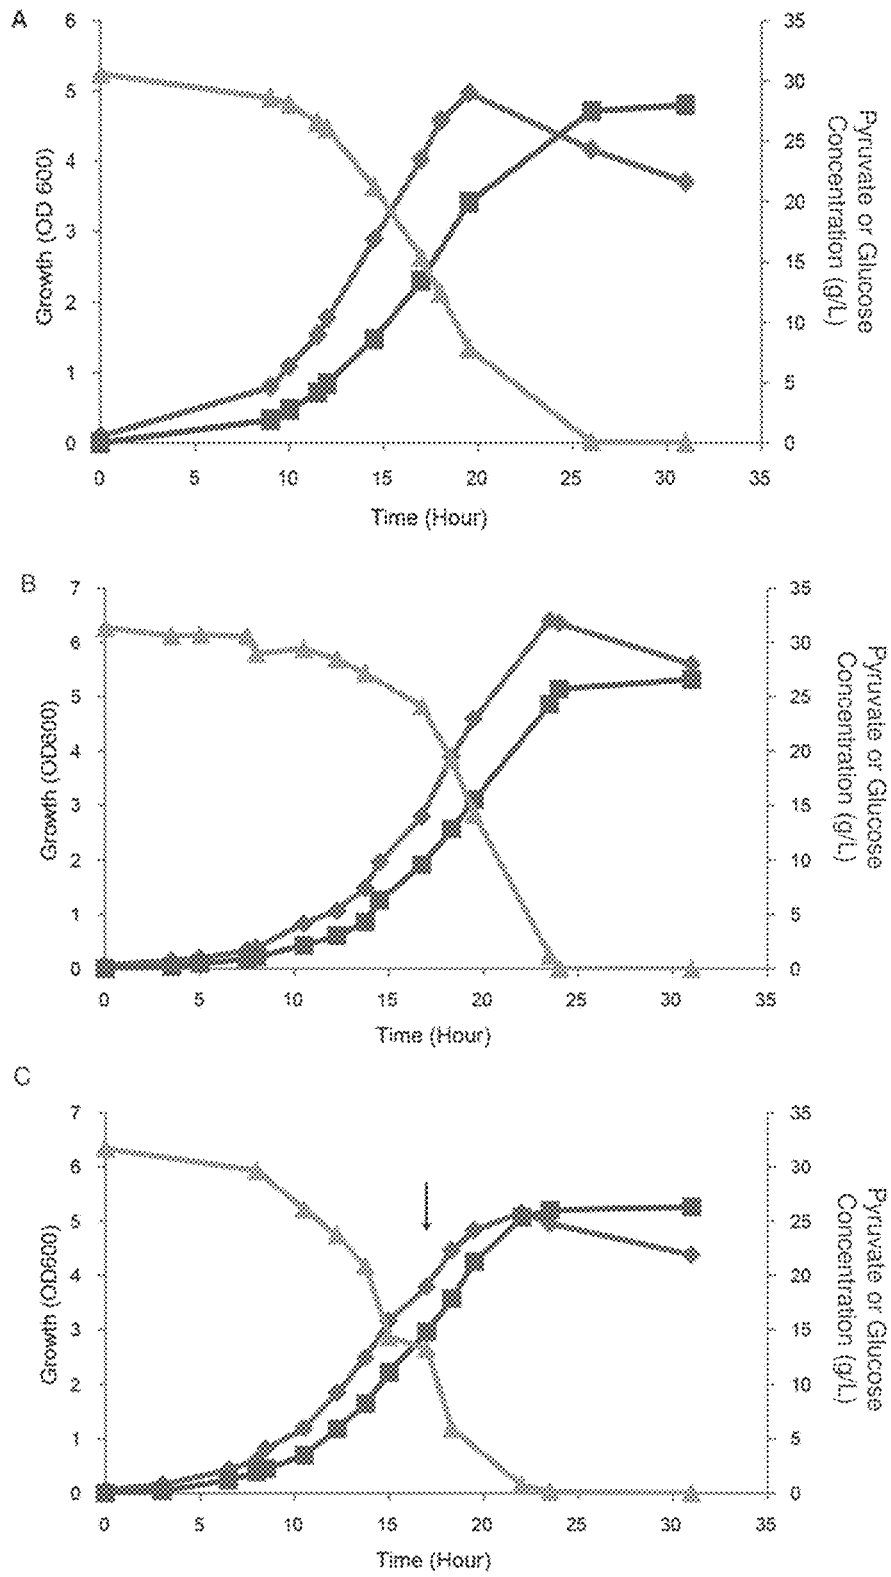 A
6
5
4
3
2
1
0
Growth (OD 600)
35
30
25
20
15
10
5
0
Pyruvate or Glucose
Concentration (g/L)
0 5 10 15 20 25 30 35
Time (Hour)
B
7
6
5
4
3
2
1
0
Growth (OD600)
35
30
25
20
15
10
5
0
Pyruvate or Glucose
Concentration (g/L)
0 5 10 15 20 25 30 35
Time (Hour)
C
7
6
5
4
3
2
1
0
Growth (OD600)
35
30
25
20
15
10
5
0
Pyruvate or Glucose
Concentration (g/L)
0 5 10 15 20 25 30 35
Time (Hour)